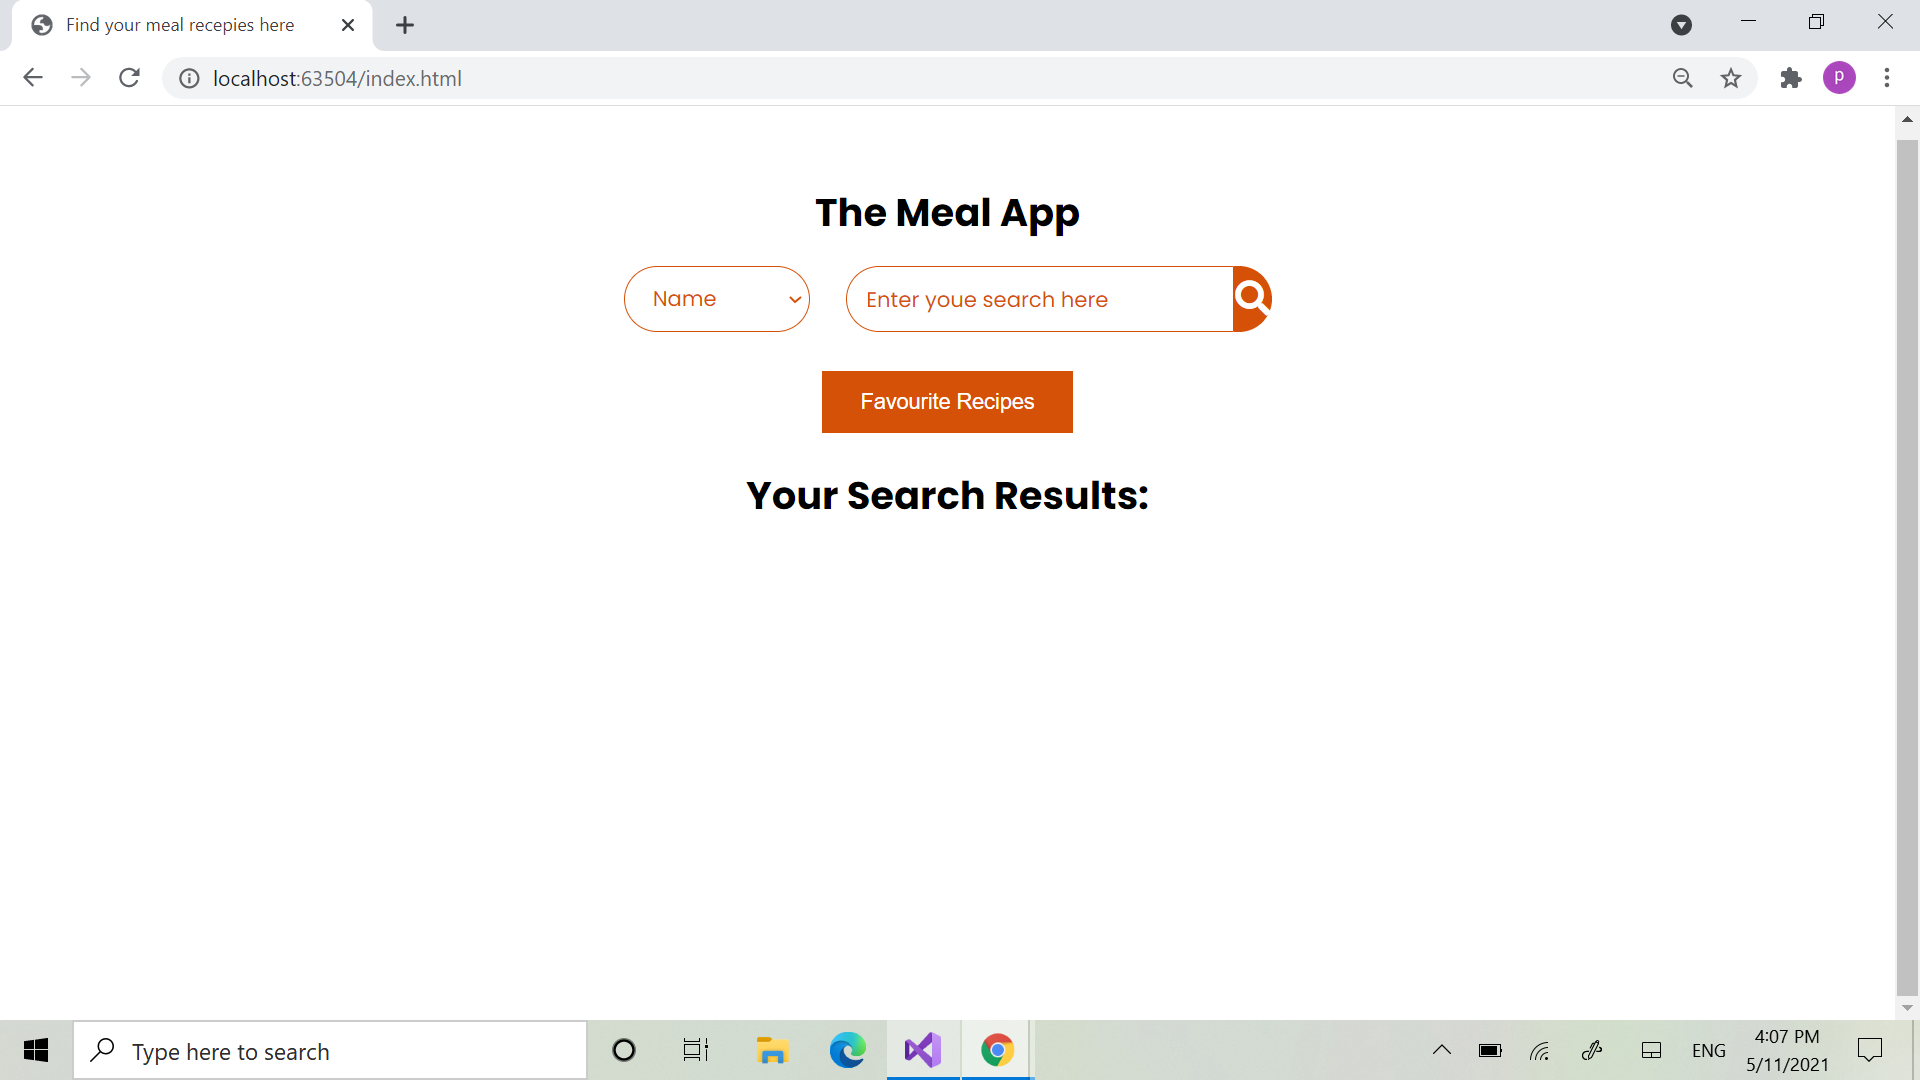 Find your meal recepies here
localhost:63504/index.html
p
The Meal App
Name
Enter youe search here
Favourite Recipes
Your Search Results:
Type here to search
ENG
4:07 PM
5/11/2021